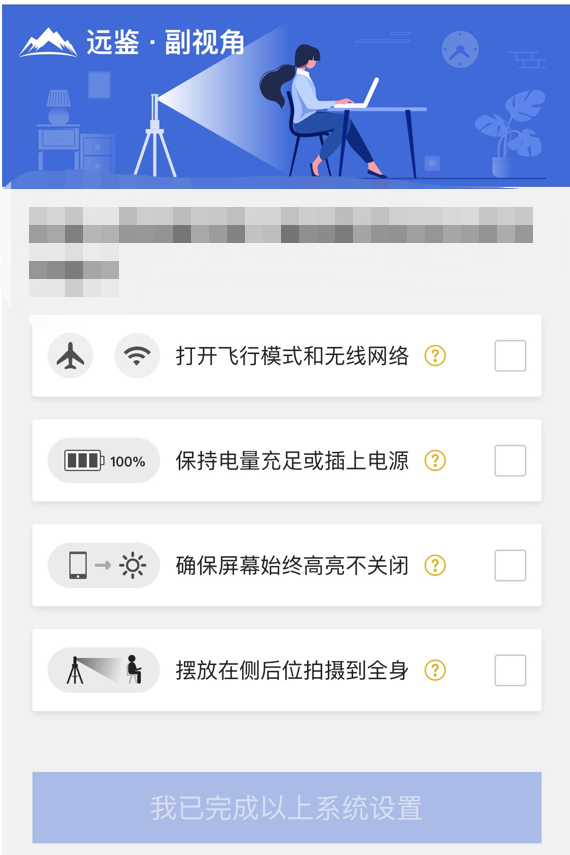 远鉴·副视角
打开飞行模式和无线网络 ?
100% 保持电量充足或插上电源 ?
确保屏幕始终高亮不关闭 ?
摆放在侧后位拍摄到全身 ?
我已完成以上系统设置